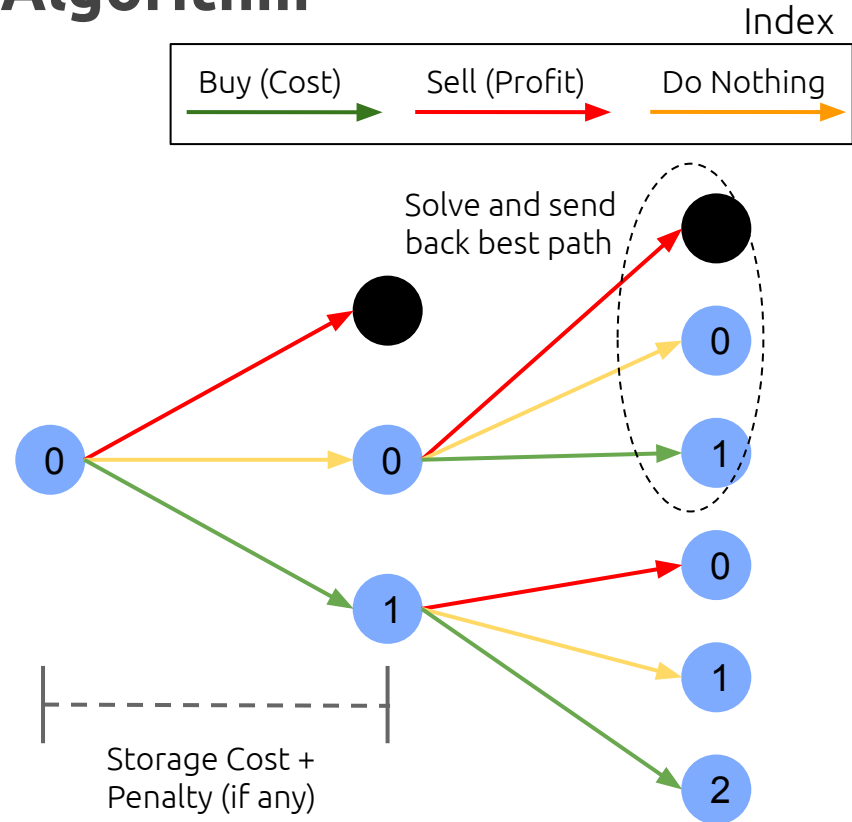 Algorithm
Index
Buy (Cost)
Sell (Profit)
Do Nothing
Solve and send
back best path
0
0
0
1
1
0
1
2
Storage Cost +
Penalty (if any)